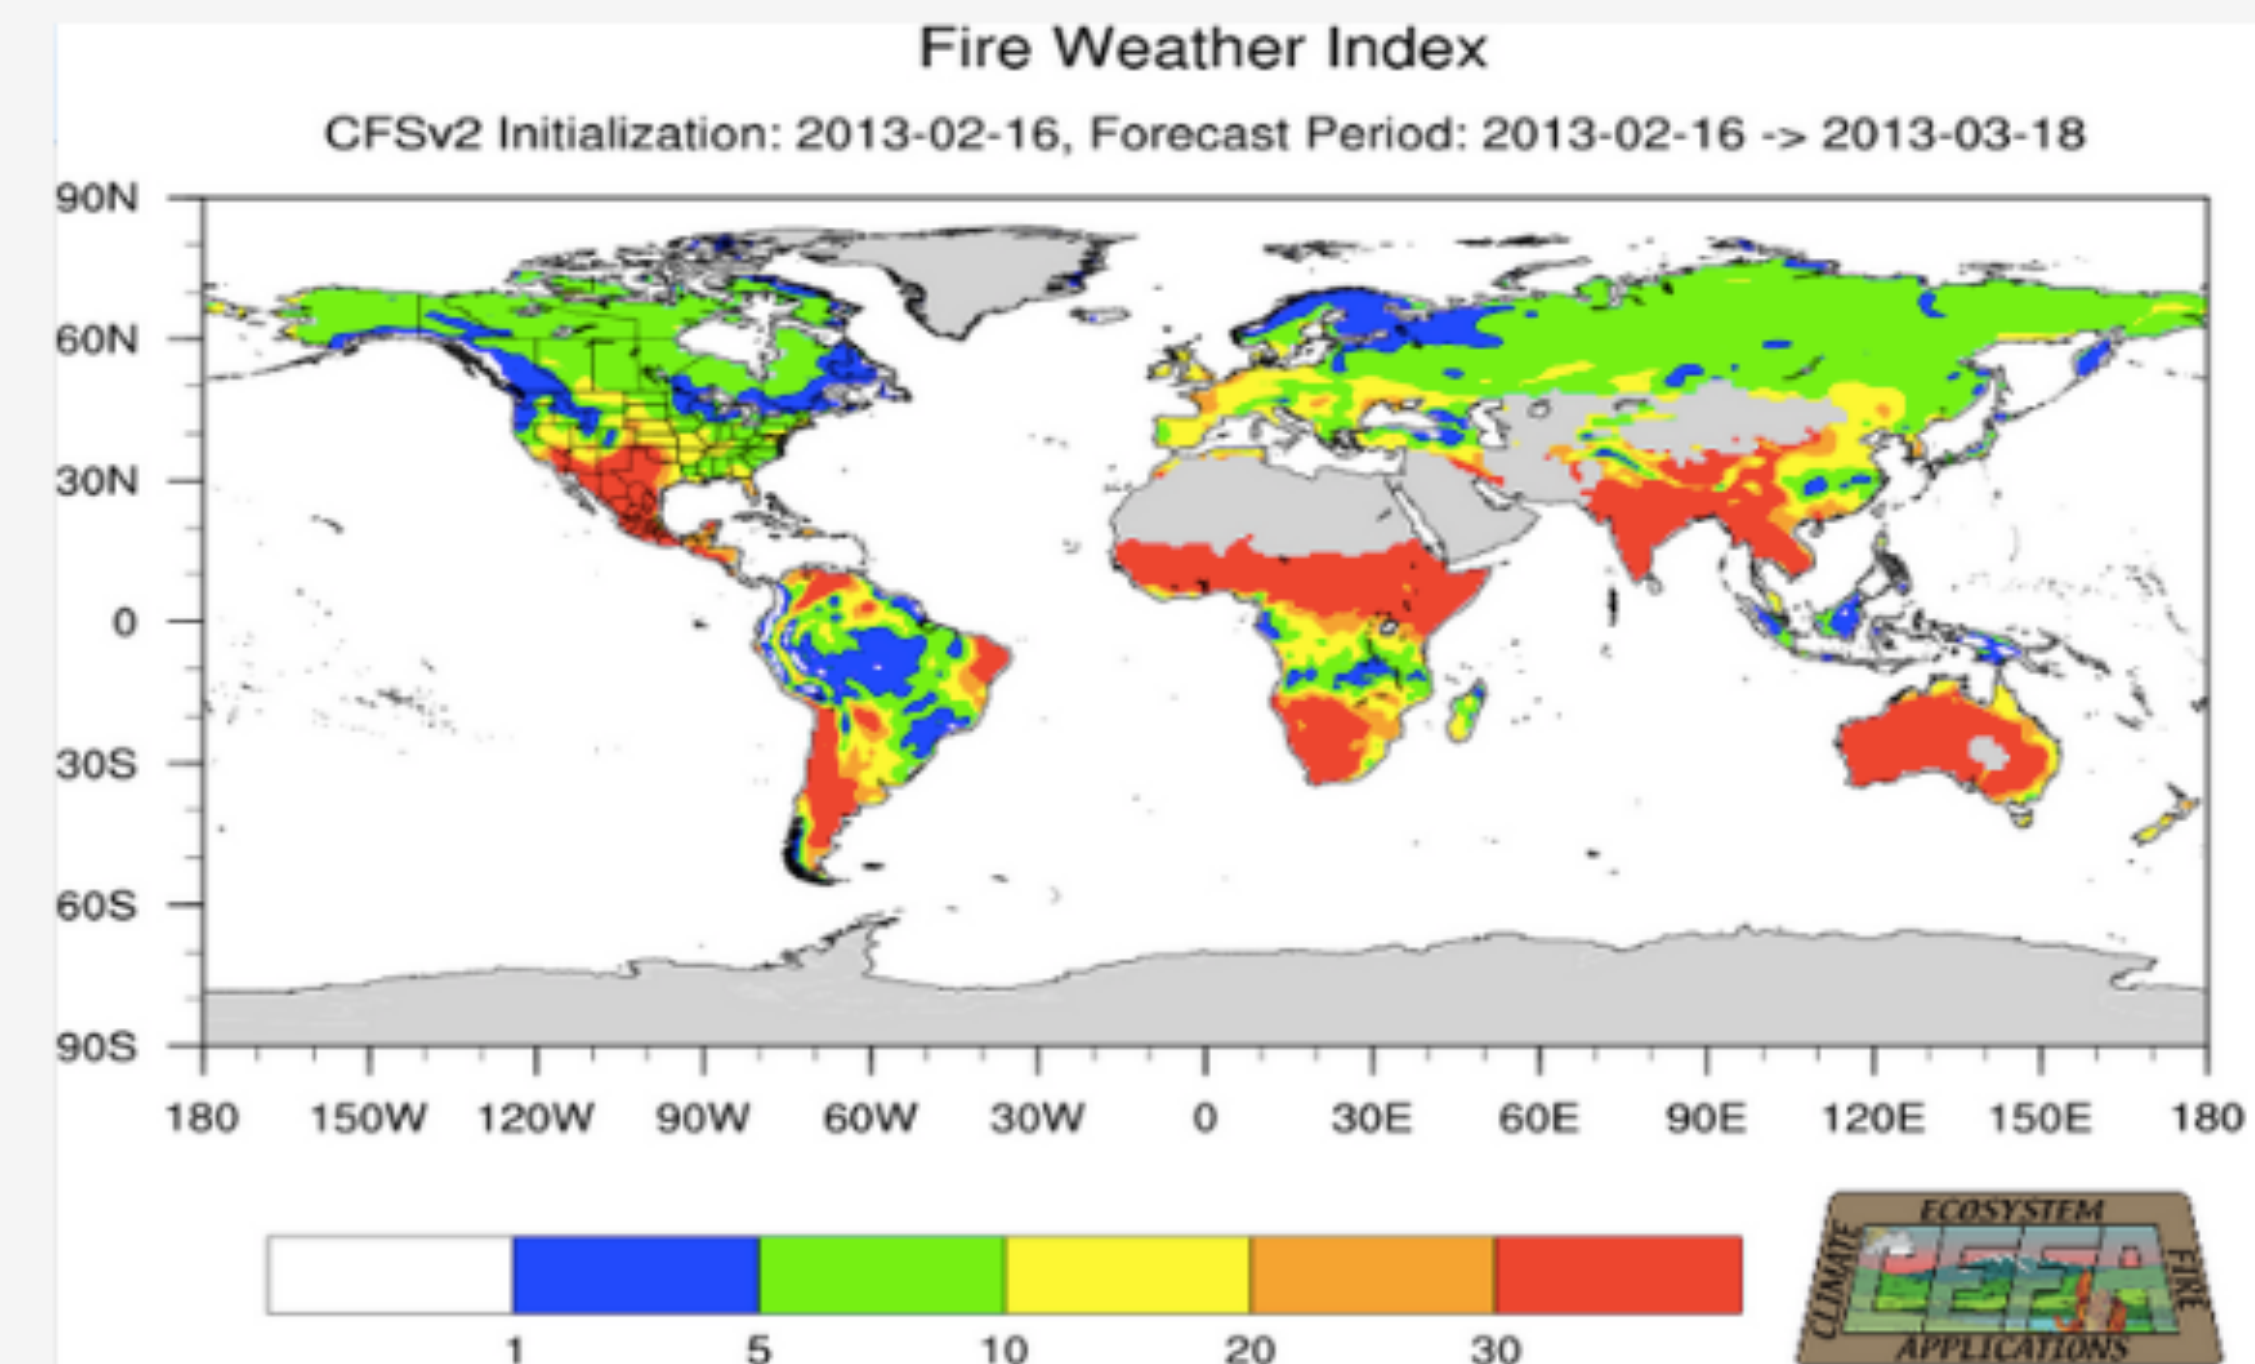 Fire Weather Index
CFSv2 Initialization: 2013-02-16, Forecast Period: 2013-02-16 -> 2013-03-18
90N
60N
30N
0
30S
60S
90S
180 150W 120W 90W 60W 30W 0 30E 60E 90E 120E 150E 180
1 5 10 20 30
ECOSYSTEM
CLIMATE
CEFA
FIRE
APPLICATIONS